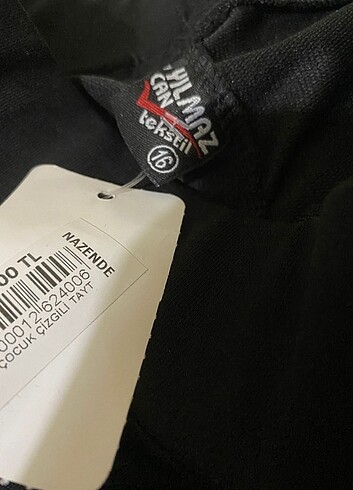 YILMAZ
CAN
tekstil
16
NAZENDE
00 TL
00012624006
ÇOCUK ÇİZGİLİ TAYT